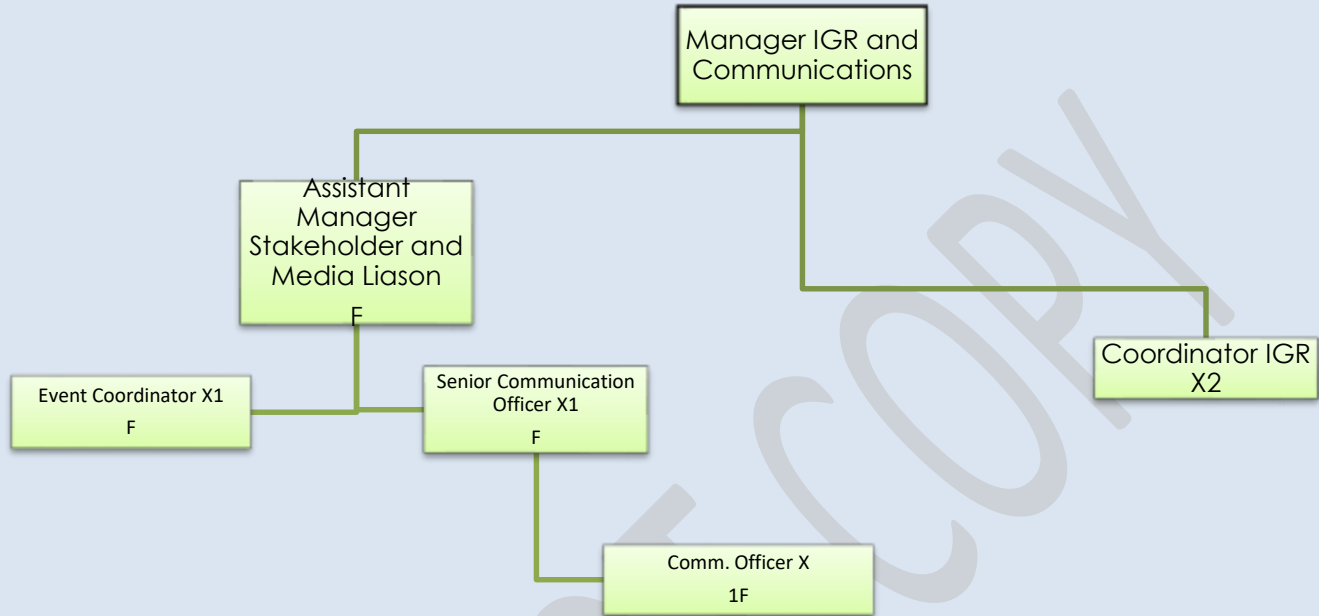 Manager IGR and
Communications
Assistant
Manager
Stakeholder and
Media Liason
F
Coordinator IGR
X2
Event Coordinator X1
F
Senior Communication
Officer X1
F
Comm. Officer X
1F
COPY